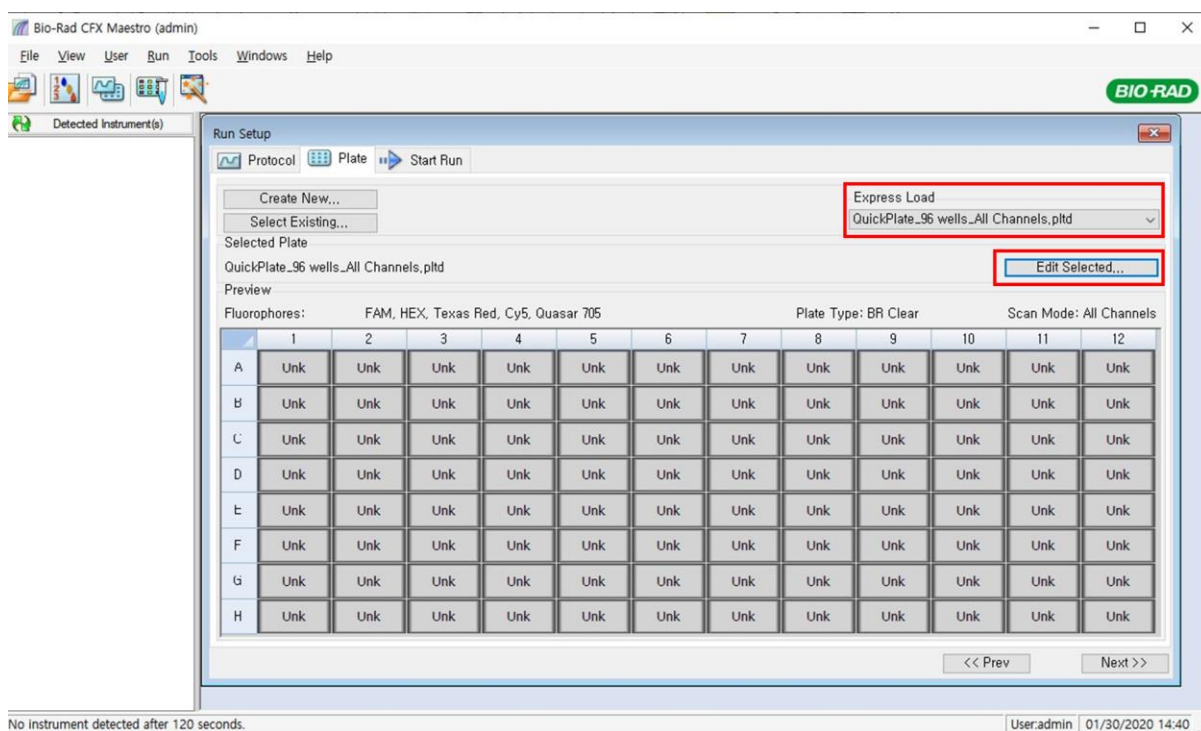 Bio-Rad CFX Maestro (admin)
File View User Run Tools Windows Help
BIO-RAD
Detected Instrument(s)
Run Setup
Protocol Plate Start Run
Create New...
Express Load
Select Existing...
QuickPlate_96 wells_All Channels.pltd
Selected Plate
QuickPlate_96 wells_All Channels.pltd
Edit Selected...
Preview
Fluorophores: FAM, HEX, Texas Red, Cy5, Quasar 705 Plate Type: BR Clear Scan Mode: All Channels
1 2 3 4 5 6 7 8 9 10 11 12
A Unk Unk Unk Unk Unk Unk Unk Unk Unk Unk Unk Unk
B Unk Unk Unk Unk Unk Unk Unk Unk Unk Unk Unk Unk
C Unk Unk Unk Unk Unk Unk Unk Unk Unk Unk Unk Unk
D Unk Unk Unk Unk Unk Unk Unk Unk Unk Unk Unk Unk
E Unk Unk Unk Unk Unk Unk Unk Unk Unk Unk Unk Unk
F Unk Unk Unk Unk Unk Unk Unk Unk Unk Unk Unk Unk
G Unk Unk Unk Unk Unk Unk Unk Unk Unk Unk Unk Unk
H Unk Unk Unk Unk Unk Unk Unk Unk Unk Unk Unk Unk
<< Prev Next >>
No instrument detected after 120 seconds. User:admin 01/30/2020 14:40